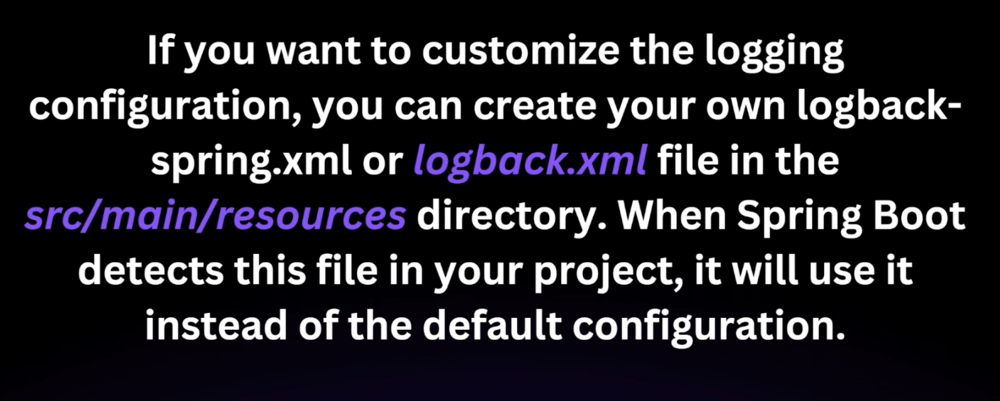 If you want to customize the logging
configuration, you can create your own logback-
spring.xml or logback.xml file in the
src/main/resources directory. When Spring Boot
detects this file in your project, it will use it
instead of the default configuration.